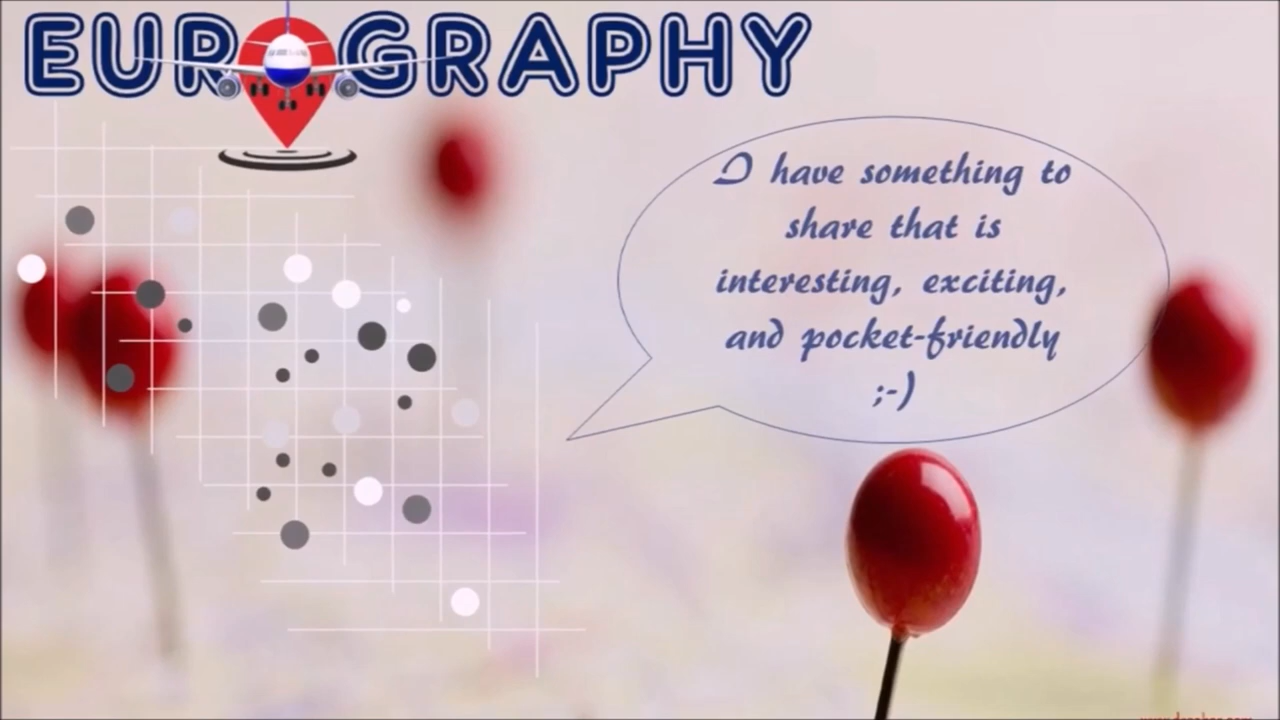 EUROGRAPHY
I have something to
share that is
interesting, exciting,
and pocket-friendly
;-)